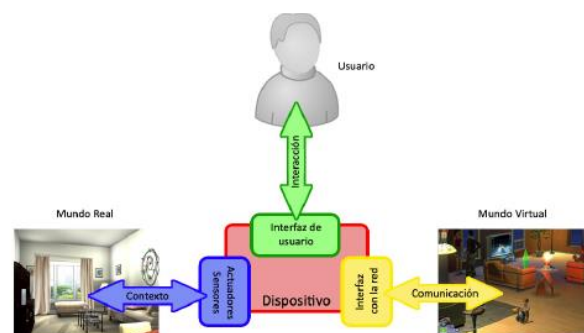 Usuario
Interacción
Mundo Real
Mundo Virtual
Interfaz de
usuario
Contexto
Actuadores
Sensores
Dispositivo
Interfaz
con la red
Comunicación